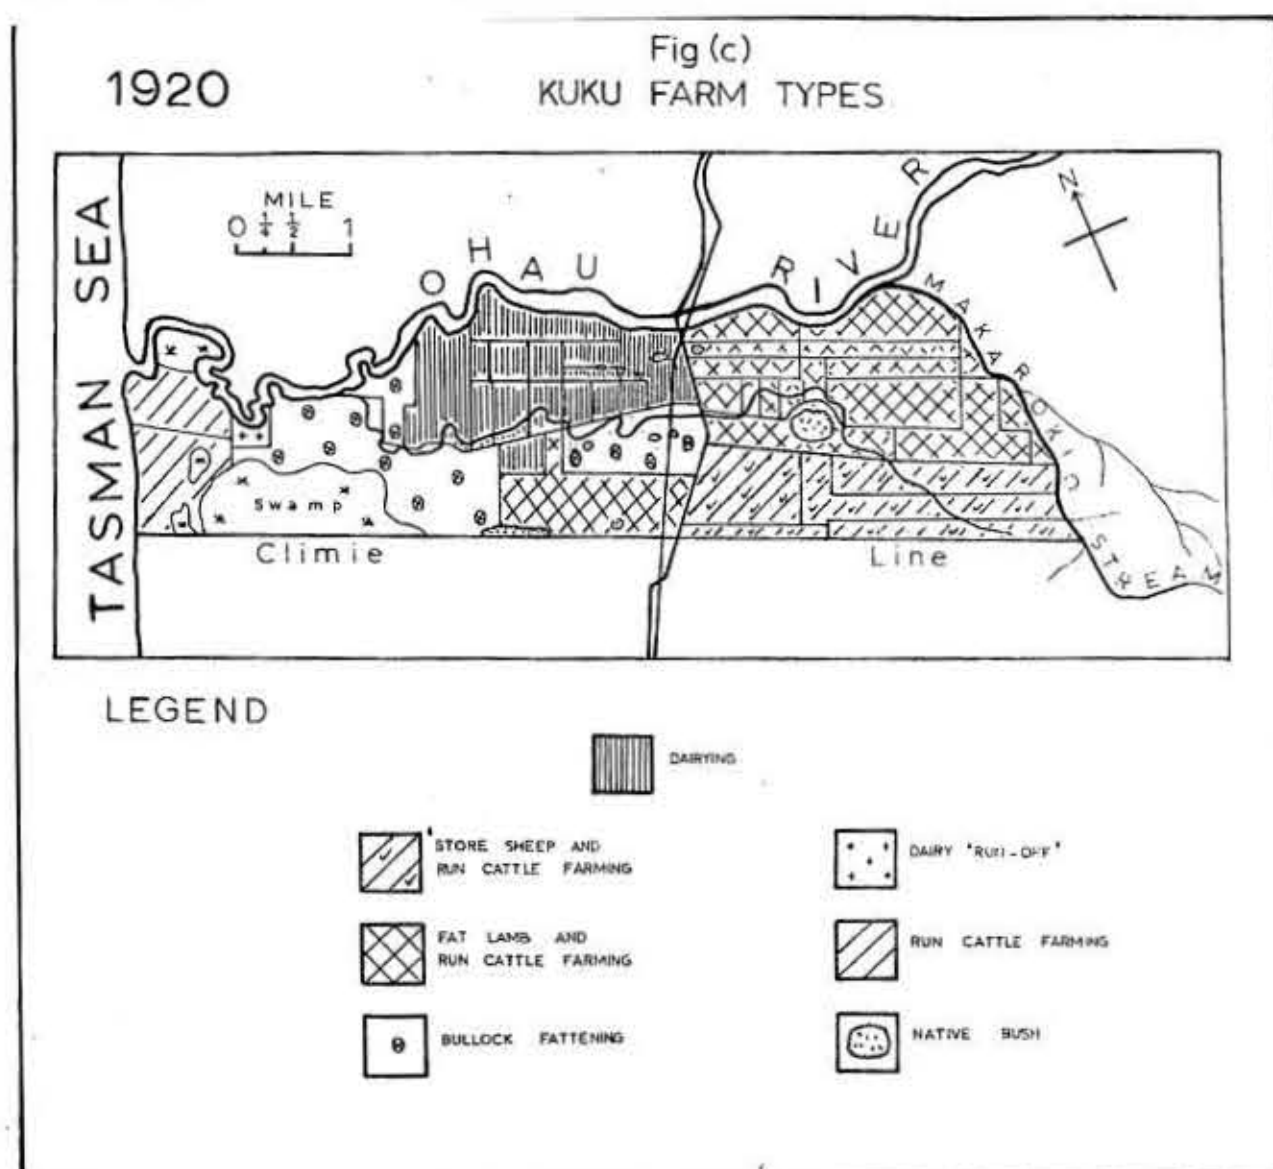 Fig (c)
1920
KUKU FARM TYPES
TASMAN SEA
MILE
0 ¼ ½ 1
OHAU RIVER
N
MAKAROKIO STREAM
Swamp
Climie Line
LEGEND
DAIRYING
STORE SHEEP AND
RUN CATTLE FARMING
DAIRY 'RUN-OFF'
FAT LAMB AND
RUN CATTLE FARMING
RUN CATTLE FARMING
BULLOCK FATTENING
NATIVE BUSH